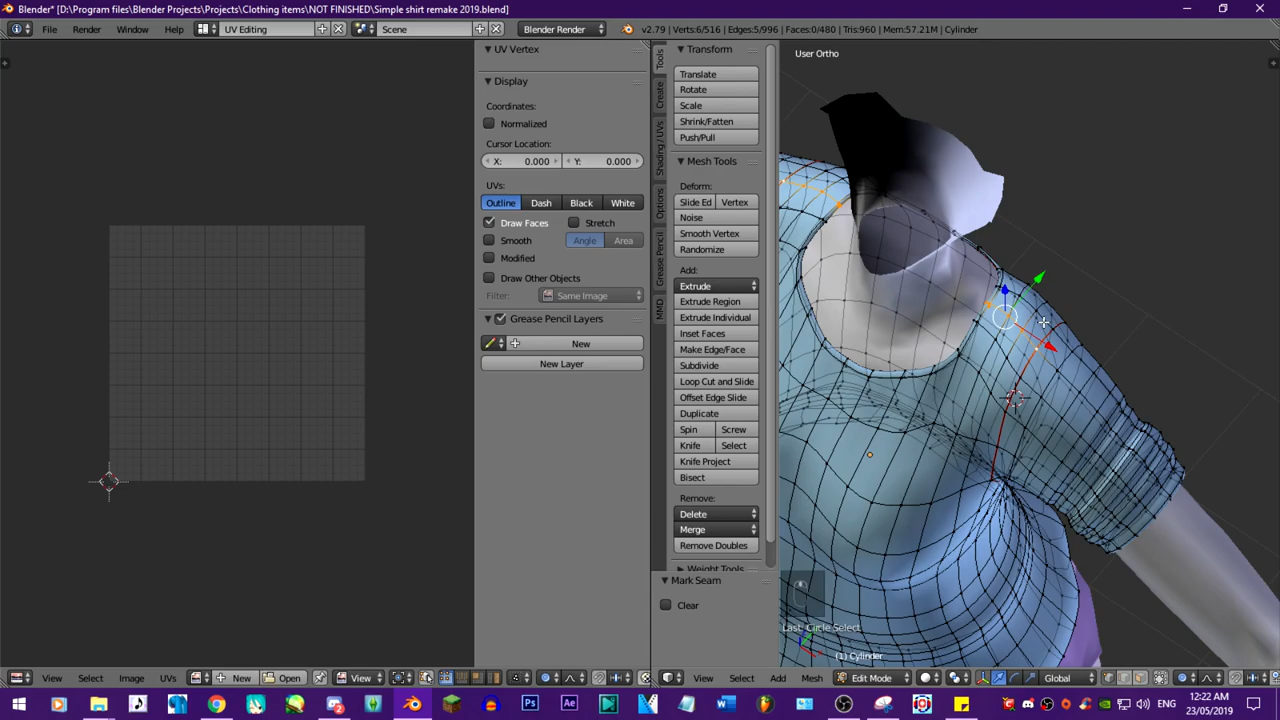 Blender* [D:\Program files\Blender Projects\Projects\Clothing items\NOT FINISHED\Simple shirt remake 2019.blend]
File Render Window Help UV Editing Scene Blender Render v2.79 | Verts:6/516 | Edges:5/996 | Faces:0/480 | Tris:960 | Mem:57.21M | Cylinder
UV Vertex
Display
Coordinates:
Normalized
Cursor Location:
X: 0.000 Y: 0.000
UVs:
Outline Dash Black White
Draw Faces Stretch
Smooth Angle Area
Modified
Draw Other Objects
Filter: Same Image
Grease Pencil Layers
New
New Layer
Tools
Create
Shading / UVs
Options
Grease Pencil
MMD
Transform
Translate
Rotate
Scale
Shrink/Fatten
Push/Pull
Mesh Tools
Deform:
Slide Ed Vertex
Noise
Smooth Vertex
Randomize
Add:
Extrude
Extrude Region
Extrude Individual
Inset Faces
Make Edge/Face
Subdivide
Loop Cut and Slide
Offset Edge Slide
Duplicate
Spin Screw
Knife Select
Knife Project
Bisect
Remove:
Delete
Merge
Remove Doubles
Weight Tools
Mark Seam
Clear
User Ortho
Last: Circle Select
(1) Cylinder
View Select Image UVs New Open View
View Select Add Mesh Edit Mode Global
12:22 AM
ENG
23/05/2019